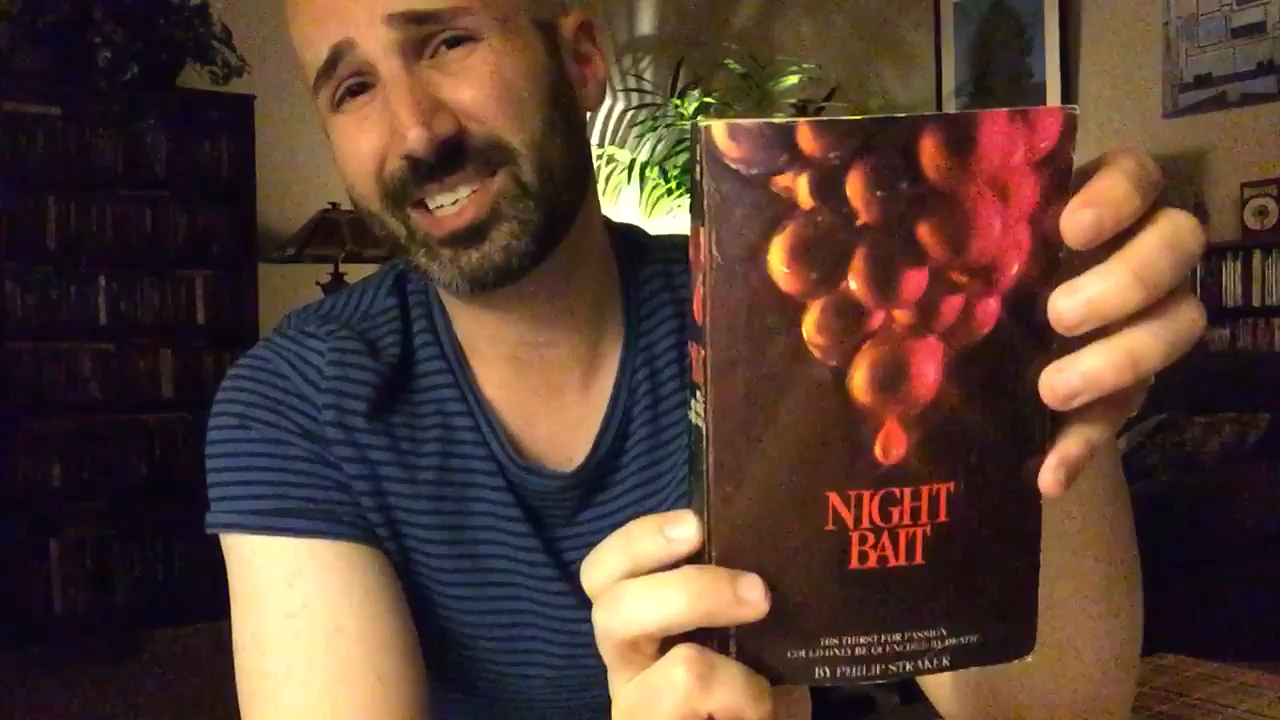 NIGHT
BAIT
HIS THIRST FOR PASSION
COULD ONLY BE QUENCHED BY DEATH!
BY PHILIP STRAKER